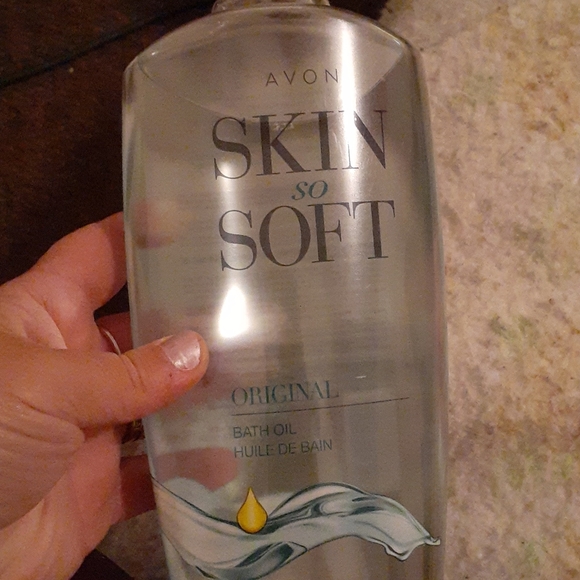 AVON
SKIN
so
SOFT
ORIGINAL
BATH OIL
HUILE DE BAIN